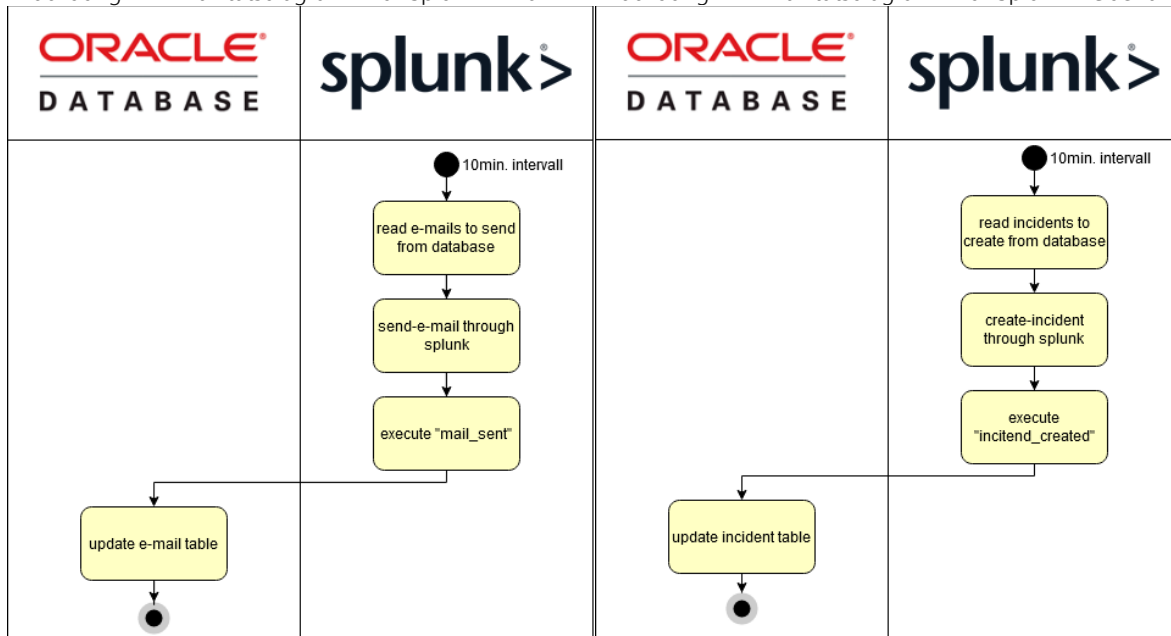 ORACLE
DATABASE
splunk>
10min. intervall
read e-mails to send
from database
send-e-mail through
splunk
execute "mail_sent"
update e-mail table
ORACLE
DATABASE
splunk>
10min. intervall
read incidents to
create from database
create-incident
through splunk
execute
"incitend_created"
update incident table